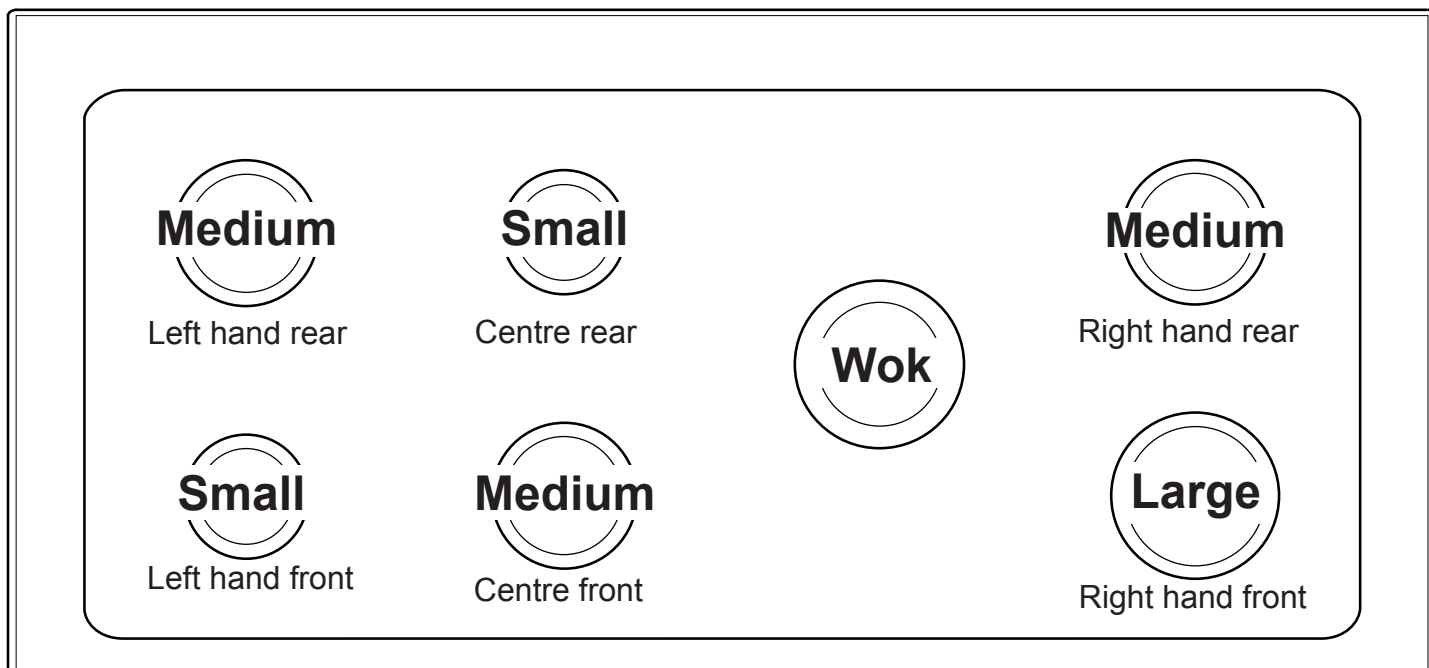 Medium
Left hand rear
Small
Centre rear
Wok
Medium
Right hand rear
Small
Left hand front
Medium
Centre front
Large
Right hand front